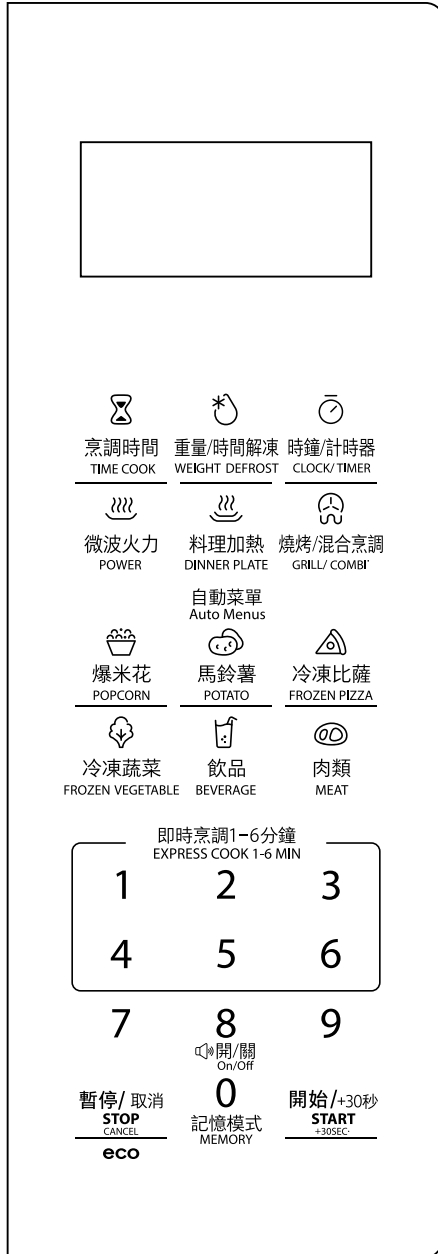 烹調時間 重量/時間解凍 時鐘/計時器
TIME COOK WEIGHT DEFROST CLOCK/ TIMER
微波火力 料理加熱 燒烤/混合烹調
POWER DINNER PLATE GRILL/ COMBI
自動菜單
Auto Menus
爆米花 馬鈴薯 冷凍比薩
POPCORN POTATO FROZEN PIZZA
冷凍蔬菜 飲品 肉類
FROZEN VEGETABLE BEVERAGE MEAT
即時烹調1-6分鐘
EXPRESS COOK 1-6 MIN
1 2 3
4 5 6
7 8 9
開/關
On/Off
暫停/ 取消 0 開始/+30秒
STOP 記憶模式 START
CANCEL MEMORY +30SEC·
eco